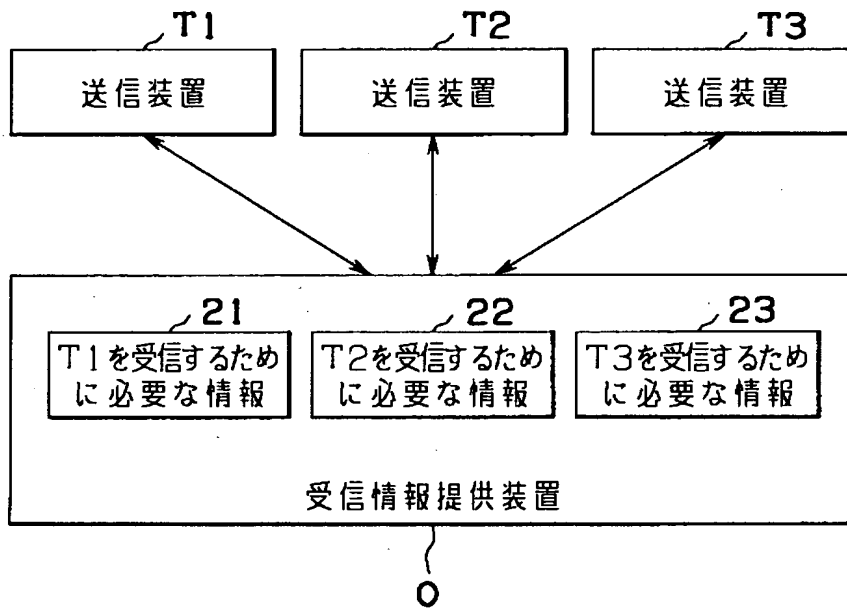 T1 T2 T3
送信装置 送信装置 送信装置
21 22 23
T1を受信するため T2を受信するため T3を受信するため
に必要な情報 に必要な情報 に必要な情報
受信情報提供装置
O